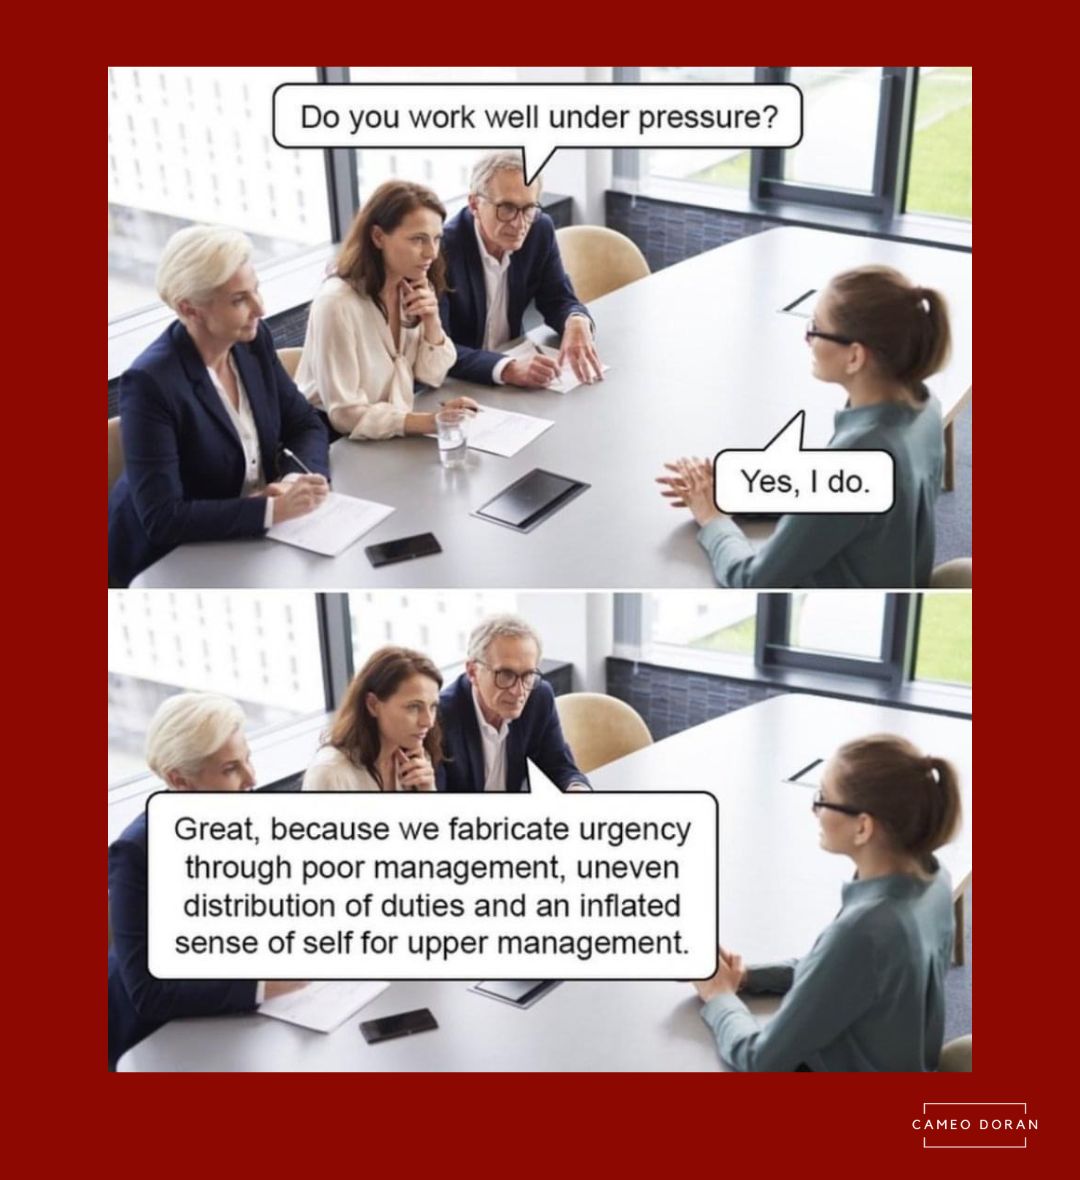 Do you work well under pressure?
Yes, I do.
Great, because we fabricate urgency
through poor management, uneven
distribution of duties and an inflated
sense of self for upper management.
CAMEO DORAN